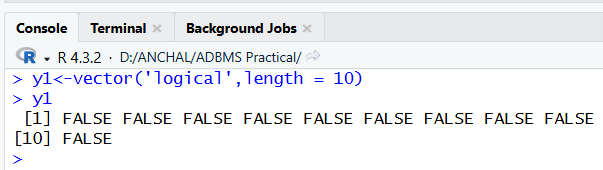 Console Terminal × Background Jobs ×
R R 4.3.2 · D:/ANCHAL/ADBMS Practical/
> y1<-vector('logical',length = 10)
> y1
 [1] FALSE FALSE FALSE FALSE FALSE FALSE FALSE FALSE FALSE
[10] FALSE
>